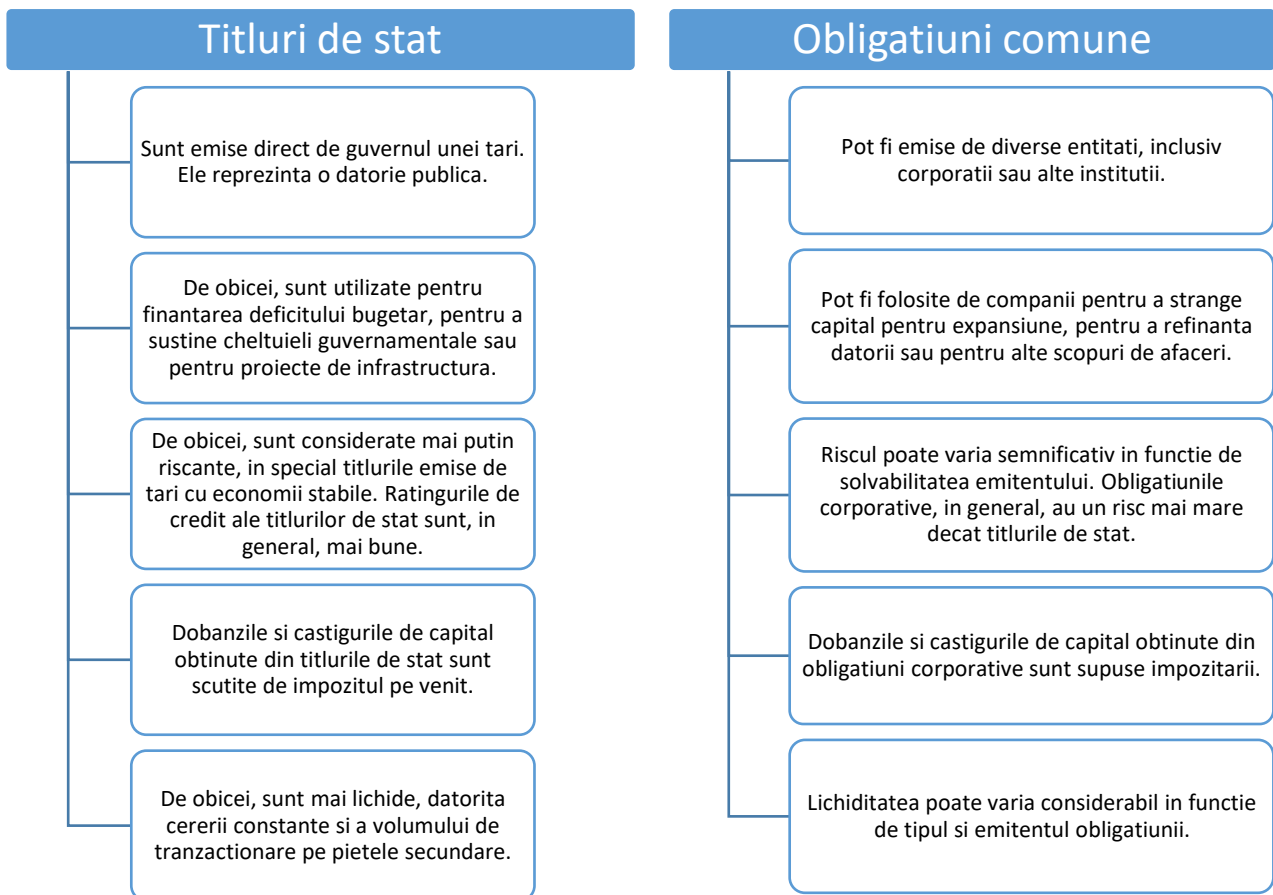 Titluri de stat
Sunt emise direct de guvernul unei tari.
Ele reprezinta o datorie publica.
De obicei, sunt utilizate pentru
finantarea deficitului bugetar, pentru a
sustine cheltuieli guvernamentale sau
pentru proiecte de infrastructura.
De obicei, sunt considerate mai putin
riscante, in special titlurile emise de
tari cu economii stabile. Ratingurile de
credit ale titlurilor de stat sunt, in
general, mai bune.
Dobanzile si castigurile de capital
obtinute din titlurile de stat sunt
scutite de impozitul pe venit.
De obicei, sunt mai lichide, datorita
cererii constante si a volumului de
tranzactionare pe pietele secundare.
Obligatiuni comune
Pot fi emise de diverse entitati, inclusiv
corporatii sau alte institutii.
Pot fi folosite de companii pentru a strange
capital pentru expansiune, pentru a refinanta
datorii sau pentru alte scopuri de afaceri.
Riscul poate varia semnificativ in functie de
solvabilitatea emitentului. Obligatiunile
corporative, in general, au un risc mai mare
decat titlurile de stat.
Dobanzile si castigurile de capital obtinute din
obligatiuni corporative sunt supuse impozitarii.
Lichiditatea poate varia considerabil in functie
de tipul si emitentul obligatiunii.